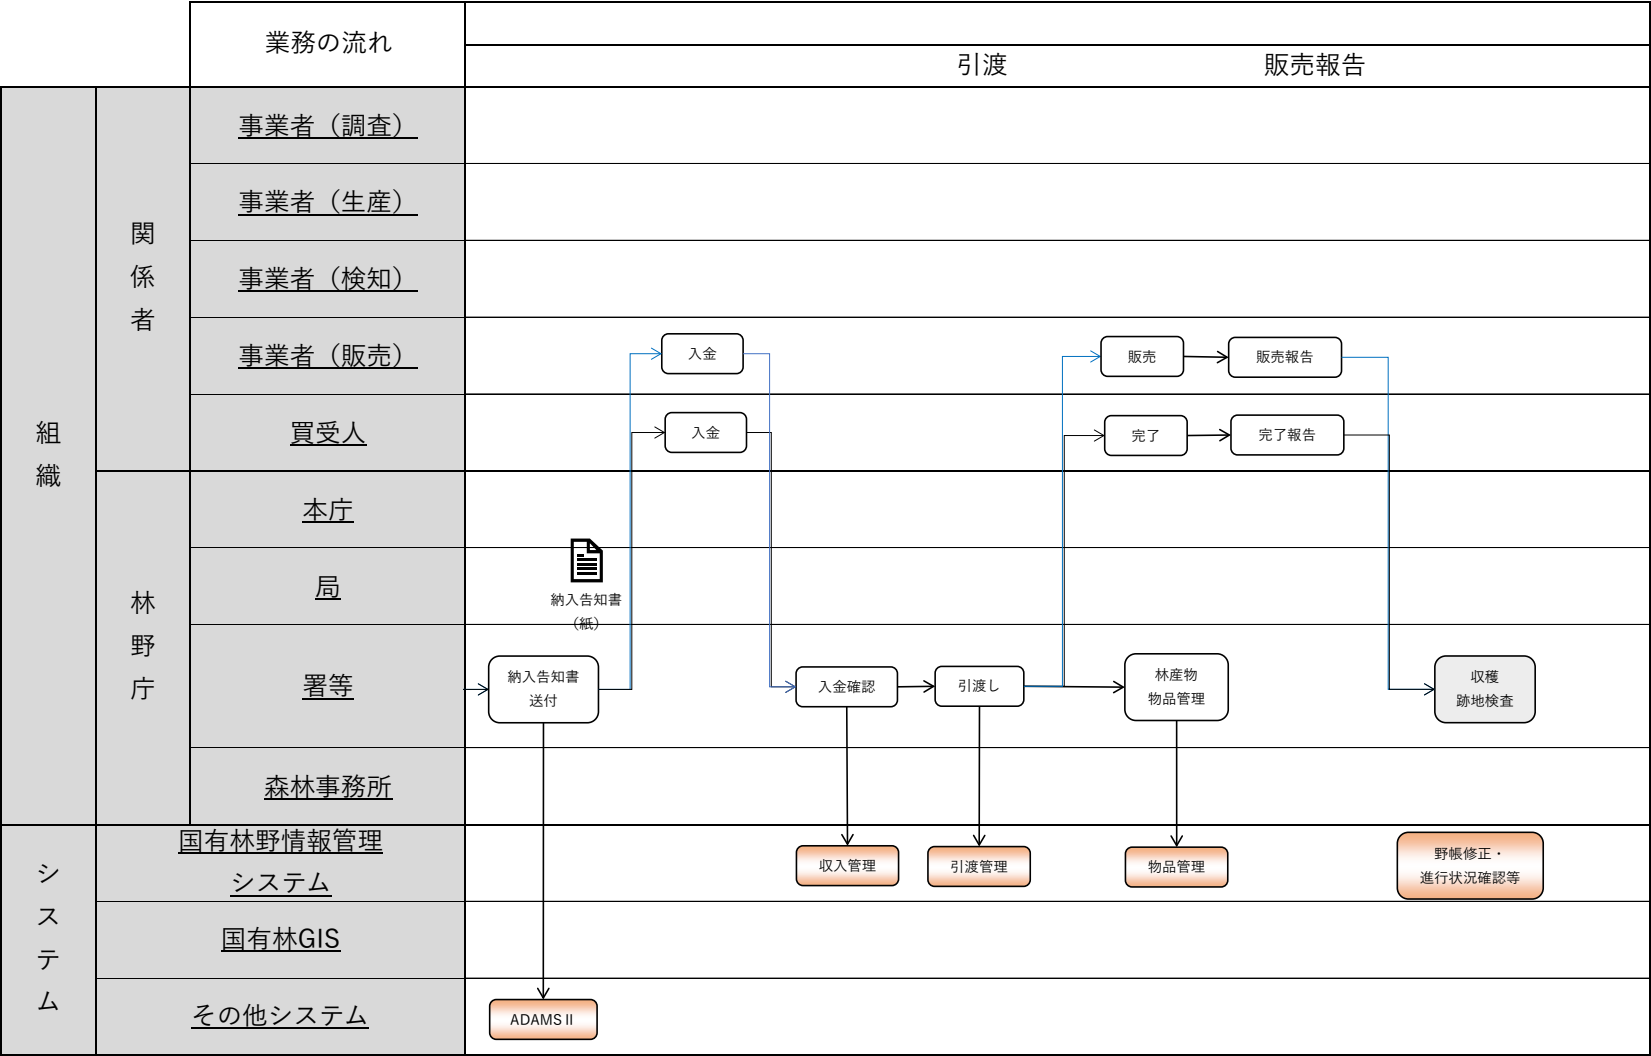 業務の流れ
引渡
販売報告
組織
関係者
事業者（調査）
事業者（生産）
事業者（検知）
事業者（販売）
入金
販売
販売報告
買受人
入金
完了
完了報告
林野庁
本庁
局
納入告知書
（紙）
署等
納入告知書
送付
入金確認
引渡し
林産物
物品管理
収穫
跡地検査
森林事務所
システム
国有林野情報管理
システム
収入管理
引渡管理
物品管理
野帳修正・
進行状況確認等
国有林GIS
その他システム
ADAMSⅡ